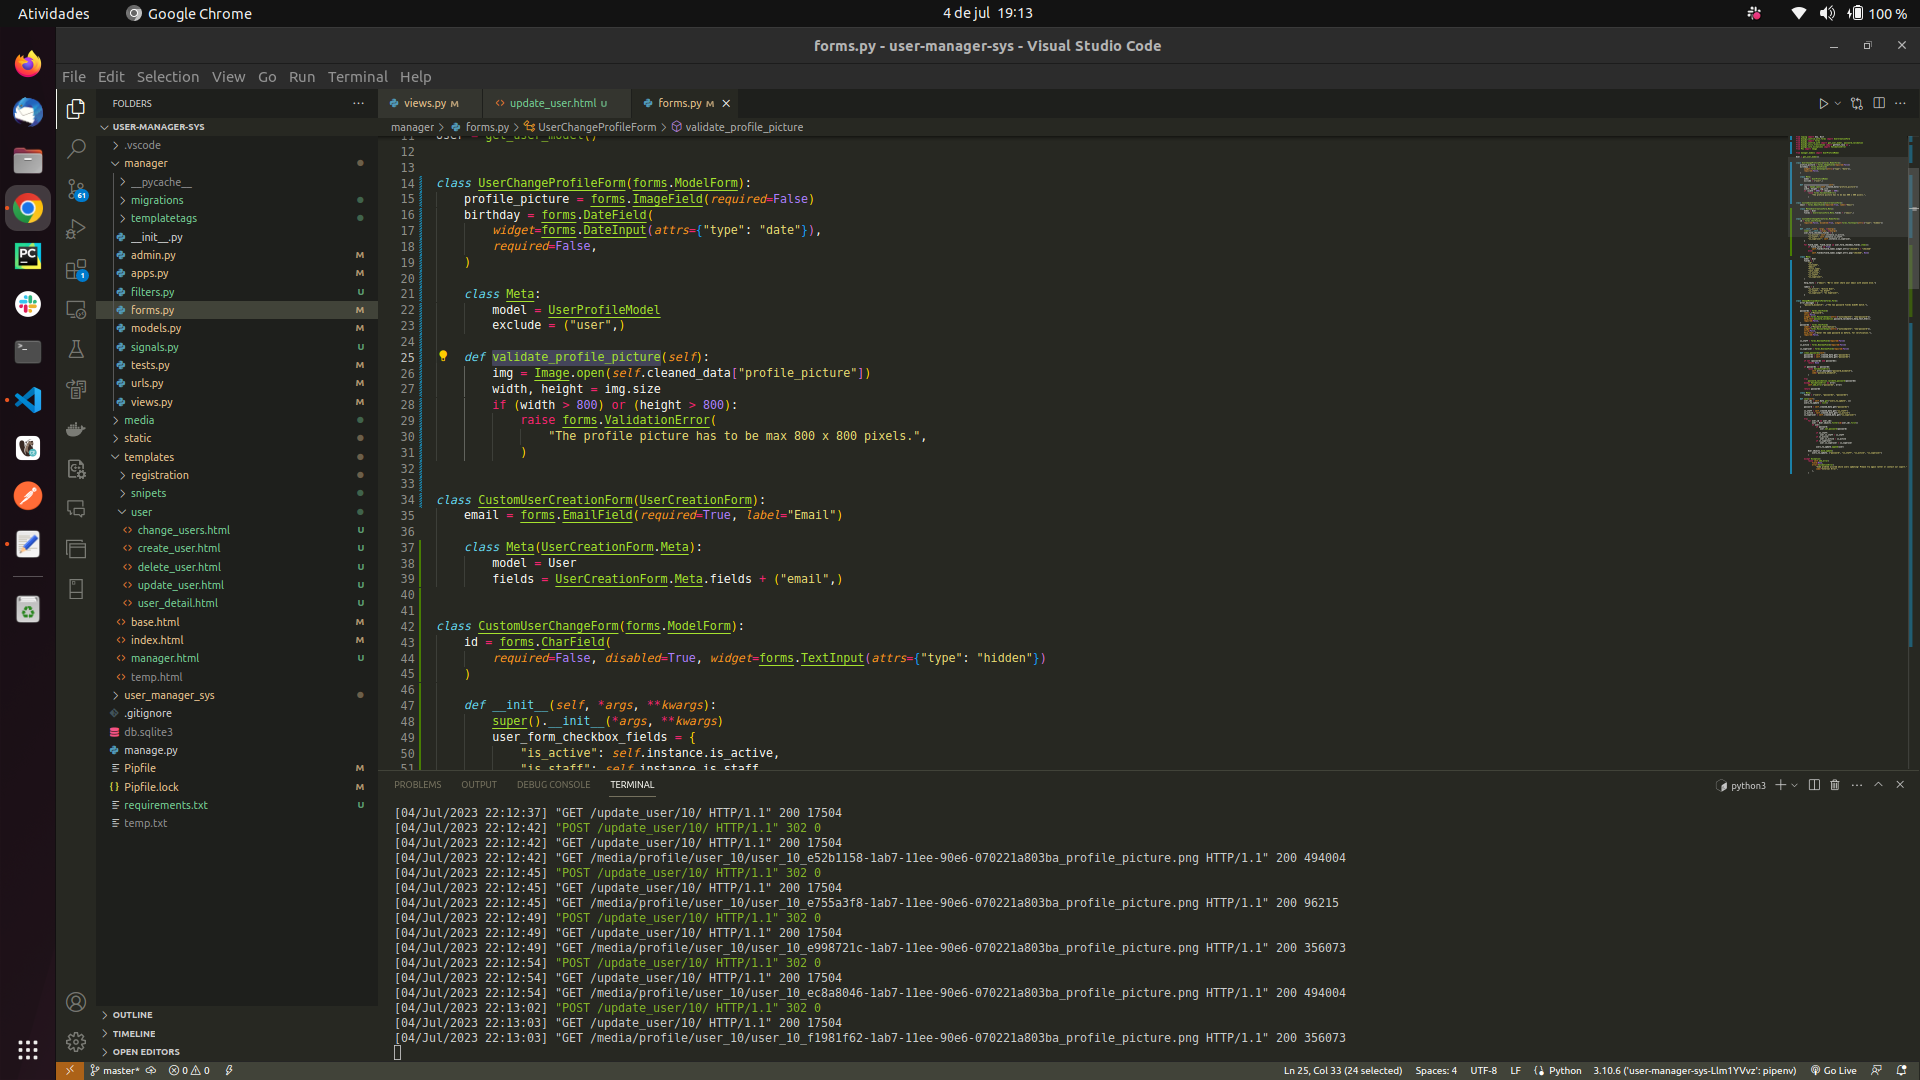 Atividades
Google Chrome
4 de jul 19:13
100 %
forms.py - user-manager-sys - Visual Studio Code
File Edit Selection View Go Run Terminal Help
FOLDERS
USER-MANAGER-SYS
.vscode
manager
__pycache__
migrations
templatetags
__init__.py
admin.py M
apps.py M
filters.py U
forms.py M
models.py M
signals.py U
tests.py M
urls.py M
views.py M
media
static
templates
registration
snipets
user
change_users.html U
create_user.html U
delete_user.html U
update_user.html U
user_detail.html U
base.html M
index.html M
manager.html U
temp.html
user_manager_sys
.gitignore
db.sqlite3
manage.py
Pipfile M
Pipfile.lock M
requirements.txt U
temp.txt
OUTLINE
TIMELINE
OPEN EDITORS
61
1
PC
views.py M
update_user.html U
forms.py M
manager > forms.py > UserChangeProfileForm > validate_profile_picture
11 user = get_user_model()
12
13
14 class UserChangeProfileForm(forms.ModelForm):
15 profile_picture = forms.ImageField(required=False)
16 birthday = forms.DateField(
17 widget=forms.DateInput(attrs={"type": "date"}),
18 required=False,
19 )
20
21 class Meta:
22 model = UserProfileModel
23 exclude = ("user",)
24
25 def validate_profile_picture(self):
26 img = Image.open(self.cleaned_data["profile_picture"])
27 width, height = img.size
28 if (width > 800) or (height > 800):
29 raise forms.ValidationError(
30 "The profile picture has to be max 800 x 800 pixels.",
31 )
32
33
34 class CustomUserCreationForm(UserCreationForm):
35 email = forms.EmailField(required=True, label="Email")
36
37 class Meta(UserCreationForm.Meta):
38 model = User
39 fields = UserCreationForm.Meta.fields + ("email",)
40
41
42 class CustomUserChangeForm(forms.ModelForm):
43 id = forms.CharField(
44 required=False, disabled=True, widget=forms.TextInput(attrs={"type": "hidden"})
45 )
46
47 def __init__(self, *args, **kwargs):
48 super().__init__(*args, **kwargs)
49 user_form_checkbox_fields = {
50 "is_active": self.instance.is_active,
51 "is_staff": self.instance.is_staff,
PROBLEMS OUTPUT DEBUG CONSOLE TERMINAL
python3
[04/Jul/2023 22:12:37] "GET /update_user/10/ HTTP/1.1" 200 17504
[04/Jul/2023 22:12:42] "POST /update_user/10/ HTTP/1.1" 302 0
[04/Jul/2023 22:12:42] "GET /update_user/10/ HTTP/1.1" 200 17504
[04/Jul/2023 22:12:42] "GET /media/profile/user_10/user_10_e52b1158-1ab7-11ee-90e6-070221a803ba_profile_picture.png HTTP/1.1" 200 494004
[04/Jul/2023 22:12:45] "POST /update_user/10/ HTTP/1.1" 302 0
[04/Jul/2023 22:12:45] "GET /update_user/10/ HTTP/1.1" 200 17504
[04/Jul/2023 22:12:45] "GET /media/profile/user_10/user_10_e755a3f8-1ab7-11ee-90e6-070221a803ba_profile_picture.png HTTP/1.1" 200 96215
[04/Jul/2023 22:12:49] "POST /update_user/10/ HTTP/1.1" 302 0
[04/Jul/2023 22:12:49] "GET /update_user/10/ HTTP/1.1" 200 17504
[04/Jul/2023 22:12:49] "GET /media/profile/user_10/user_10_e998721c-1ab7-11ee-90e6-070221a803ba_profile_picture.png HTTP/1.1" 200 356073
[04/Jul/2023 22:12:54] "POST /update_user/10/ HTTP/1.1" 302 0
[04/Jul/2023 22:12:54] "GET /update_user/10/ HTTP/1.1" 200 17504
[04/Jul/2023 22:12:54] "GET /media/profile/user_10/user_10_ec8a8046-1ab7-11ee-90e6-070221a803ba_profile_picture.png HTTP/1.1" 200 494004
[04/Jul/2023 22:13:02] "POST /update_user/10/ HTTP/1.1" 302 0
[04/Jul/2023 22:13:03] "GET /update_user/10/ HTTP/1.1" 200 17504
[04/Jul/2023 22:13:03] "GET /media/profile/user_10/user_10_f1981f62-1ab7-11ee-90e6-070221a803ba_profile_picture.png HTTP/1.1" 200 356073
master* 0 0
Ln 25, Col 33 (24 selected) Spaces: 4 UTF-8 LF Python 3.10.6 ('user-manager-sys-Llm1YVvz': pipenv) Go Live